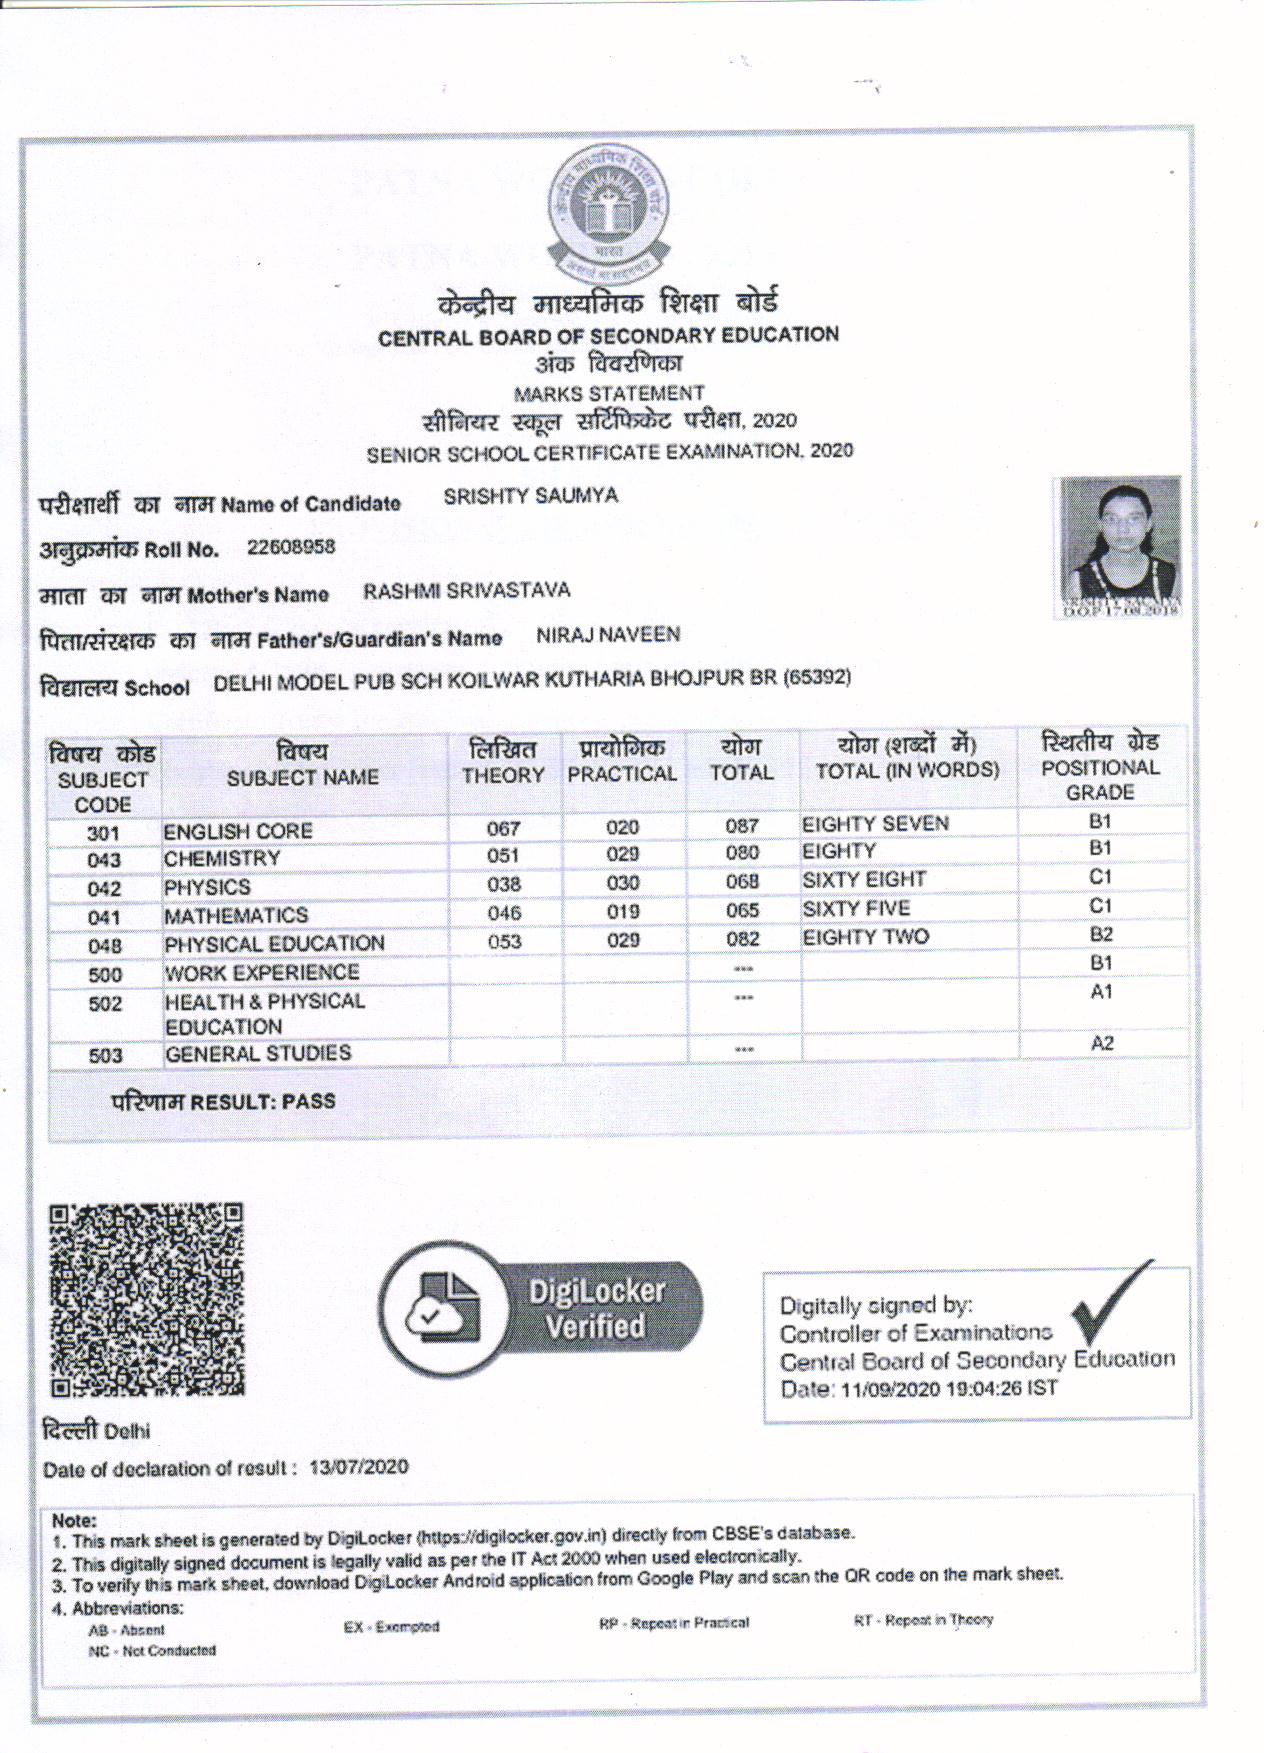 केन्द्रीय माध्यमिक शिक्षा बोर्ड
भारत
केन्द्रीय माध्यमिक शिक्षा बोर्ड
CENTRAL BOARD OF SECONDARY EDUCATION
अंक विवरणिका
MARKS STATEMENT
सीनियर स्कूल सर्टिफिकेट परीक्षा, 2020
SENIOR SCHOOL CERTIFICATE EXAMINATION, 2020
परीक्षार्थी का नाम Name of Candidate SRISHTY SAUMYA
अनुक्रमांक Roll No. 22608958
माता का नाम Mother's Name RASHMI SRIVASTAVA
पिता/संरक्षक का नाम Father's/Guardian's Name NIRAJ NAVEEN
विद्यालय School DELHI MODEL PUB SCH KOILWAR KUTHARIA BHOJPUR BR (65392)
SRISHTY SAUMYA
D.O.P-17.08.2018
विषय कोड विषय लिखित प्रायोगिक योग योग (शब्दों में) स्थितीय ग्रेड
SUBJECT CODE SUBJECT NAME THEORY PRACTICAL TOTAL TOTAL (IN WORDS) POSITIONAL GRADE
301 ENGLISH CORE 067 020 087 EIGHTY SEVEN B1
043 CHEMISTRY 051 029 080 EIGHTY B1
042 PHYSICS 038 030 068 SIXTY EIGHT C1
041 MATHEMATICS 046 019 065 SIXTY FIVE C1
048 PHYSICAL EDUCATION 053 029 082 EIGHTY TWO B2
500 WORK EXPERIENCE --- B1
502 HEALTH & PHYSICAL EDUCATION --- A1
503 GENERAL STUDIES --- A2
परिणाम RESULT: PASS
DigiLocker
Verified
Digitally signed by:
Controller of Examinations
Central Board of Secondary Education
Date: 11/09/2020 19:04:26 IST
दिल्ली Delhi
Date of declaration of result : 13/07/2020
Note:
1. This mark sheet is generated by DigiLocker (https://digilocker.gov.in) directly from CBSE's database.
2. This digitally signed document is legally valid as per the IT Act 2000 when used electronically.
3. To verify this mark sheet, download DigiLocker Android application from Google Play and scan the QR code on the mark sheet.
4. Abbreviations:
AB - Absent EX - Exempted RP - Repeat in Practical RT - Repeat in Theory
NC - Not Conducted